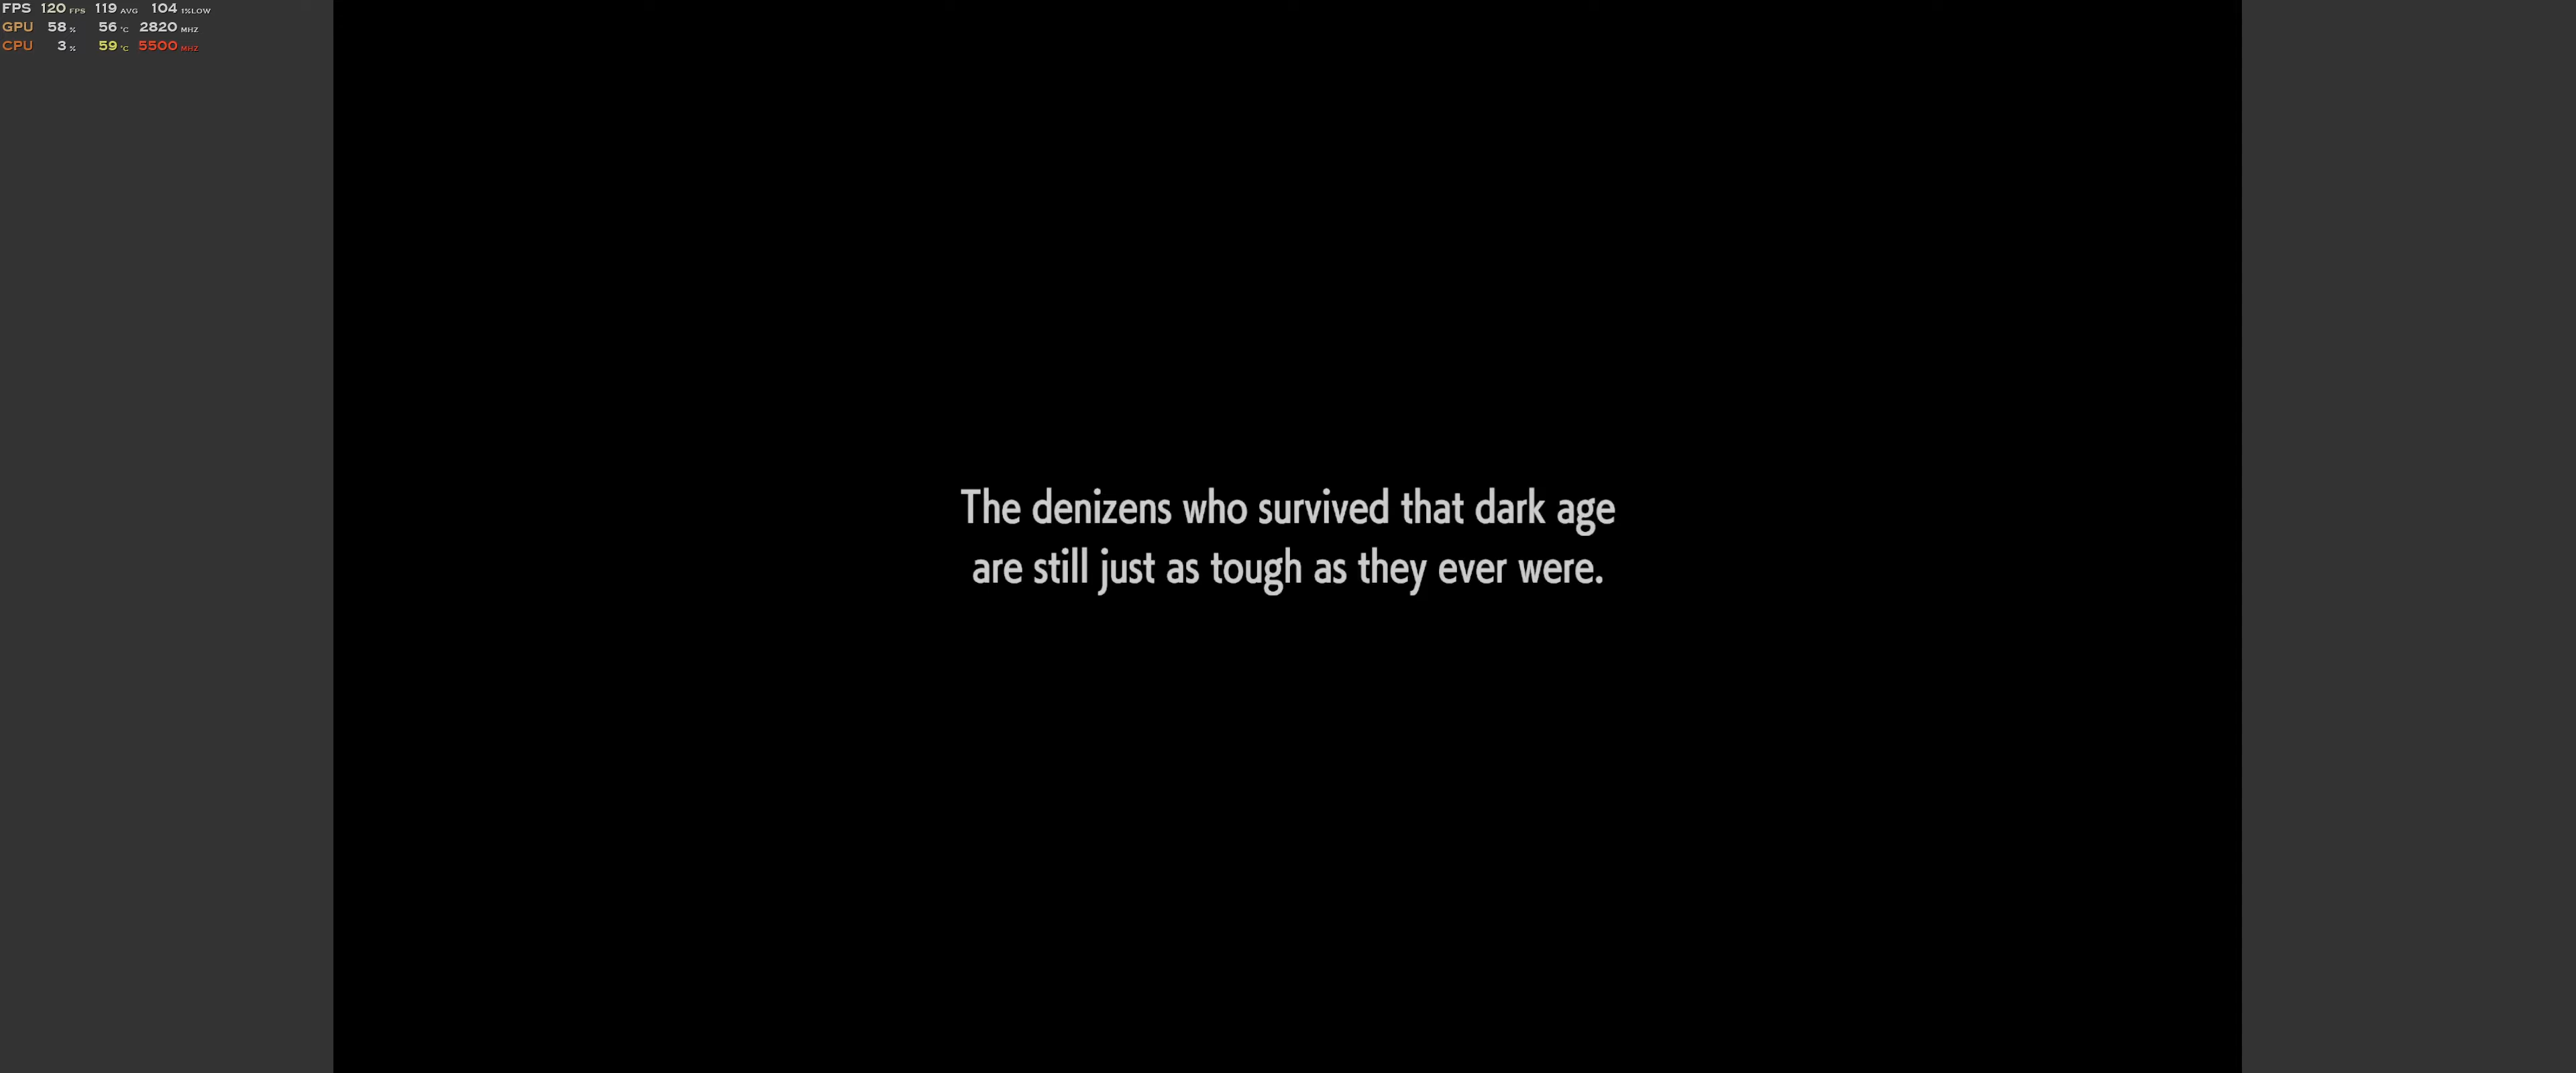 FPS 120 FPS 119 AVG 104 1%LOW
GPU 58 % 56 °C 2820 MHZ
CPU 3 % 59 °C 5500 MHZ
The denizens who survived that dark age
are still just as tough as they ever were.